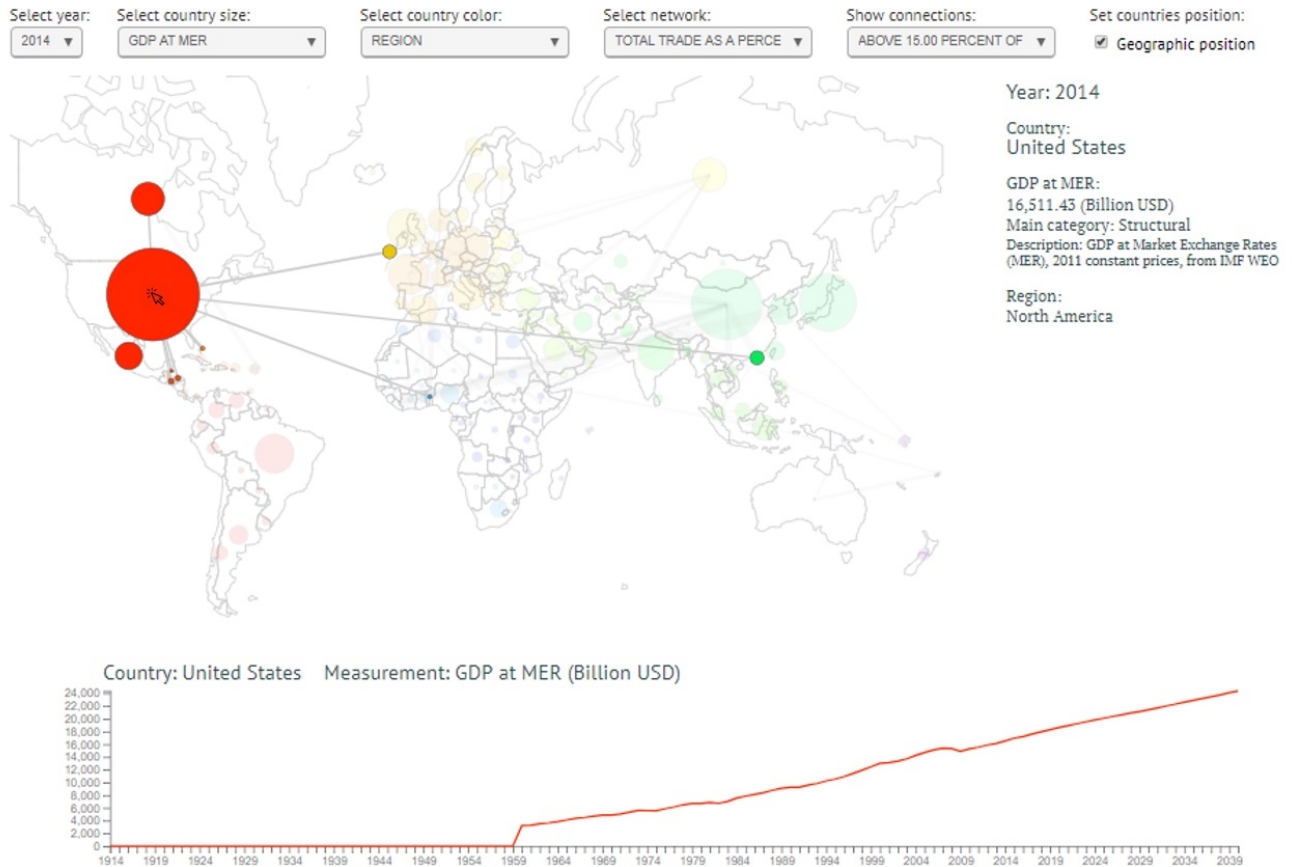 Select year:
2014 ▼
Select country size:
GDP AT MER ▼
Select country color:
REGION ▼
Select network:
TOTAL TRADE AS A PERCE ▼
Show connections:
ABOVE 15.00 PERCENT OF ▼
Set countries position:
Geographic position
Year: 2014
Country:
United States
GDP at MER:
16,511.43 (Billion USD)
Main category: Structural
Description: GDP at Market Exchange Rates
(MER), 2011 constant prices, from IMF WEO
Region:
North America
Country: United States Measurement: GDP at MER (Billion USD)
24,000
22,000
20,000
18,000
16,000
14,000
12,000
10,000
8,000
6,000
4,000
2,000
0
1914 1919 1924 1929 1934 1939 1944 1949 1954 1959 1964 1969 1974 1979 1984 1989 1994 1999 2004 2009 2014 2019 2024 2029 2034 2039